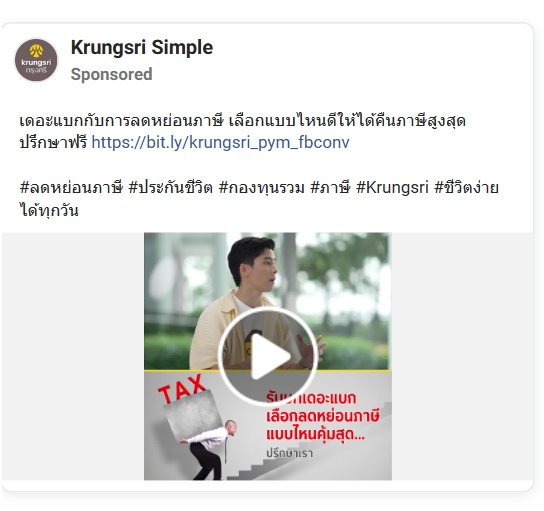 krungsri
กรุงศรี
Krungsri Simple
Sponsored
เดอะแบกกับการลดหย่อนภาษี เลือกแบบไหนดีให้ได้คืนภาษีสูงสุด
ปรึกษาฟรี https://bit.ly/krungsri_pym_fbconv
#ลดหย่อนภาษี #ประกันชีวิต #กองทุนรวม #ภาษี #Krungsri #ชีวิตง่าย
ได้ทุกวัน
TAX
รับบทเดอะแบก
เลือกลดหย่อนภาษี
แบบไหนคุ้มสุด...
ปรึกษาเรา